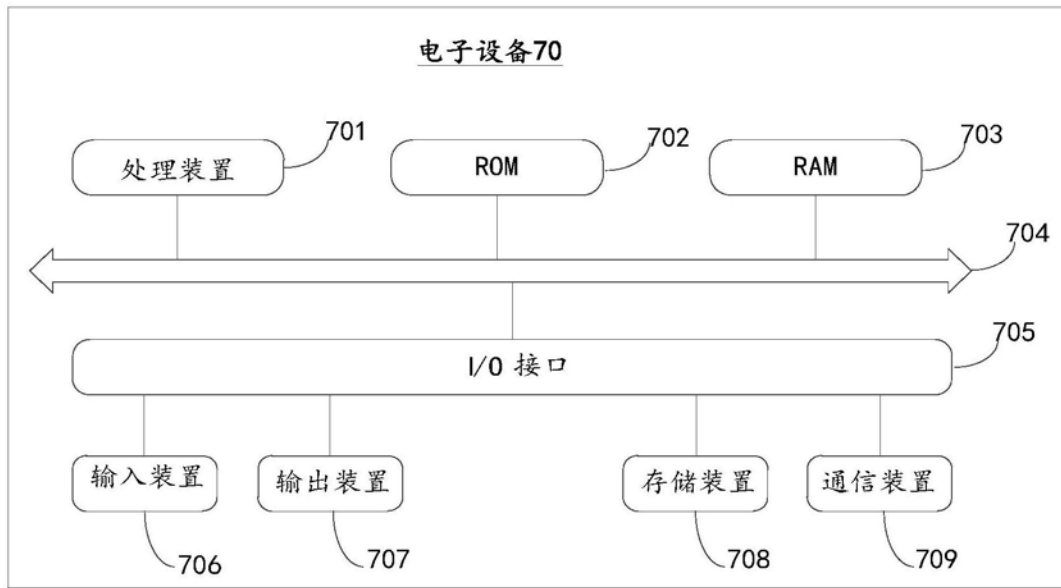 电子设备70
701
702
703
处理装置
ROM
RAM
704
705
I/O 接口
输入装置
输出装置
存储装置
通信装置
706
707
708
709